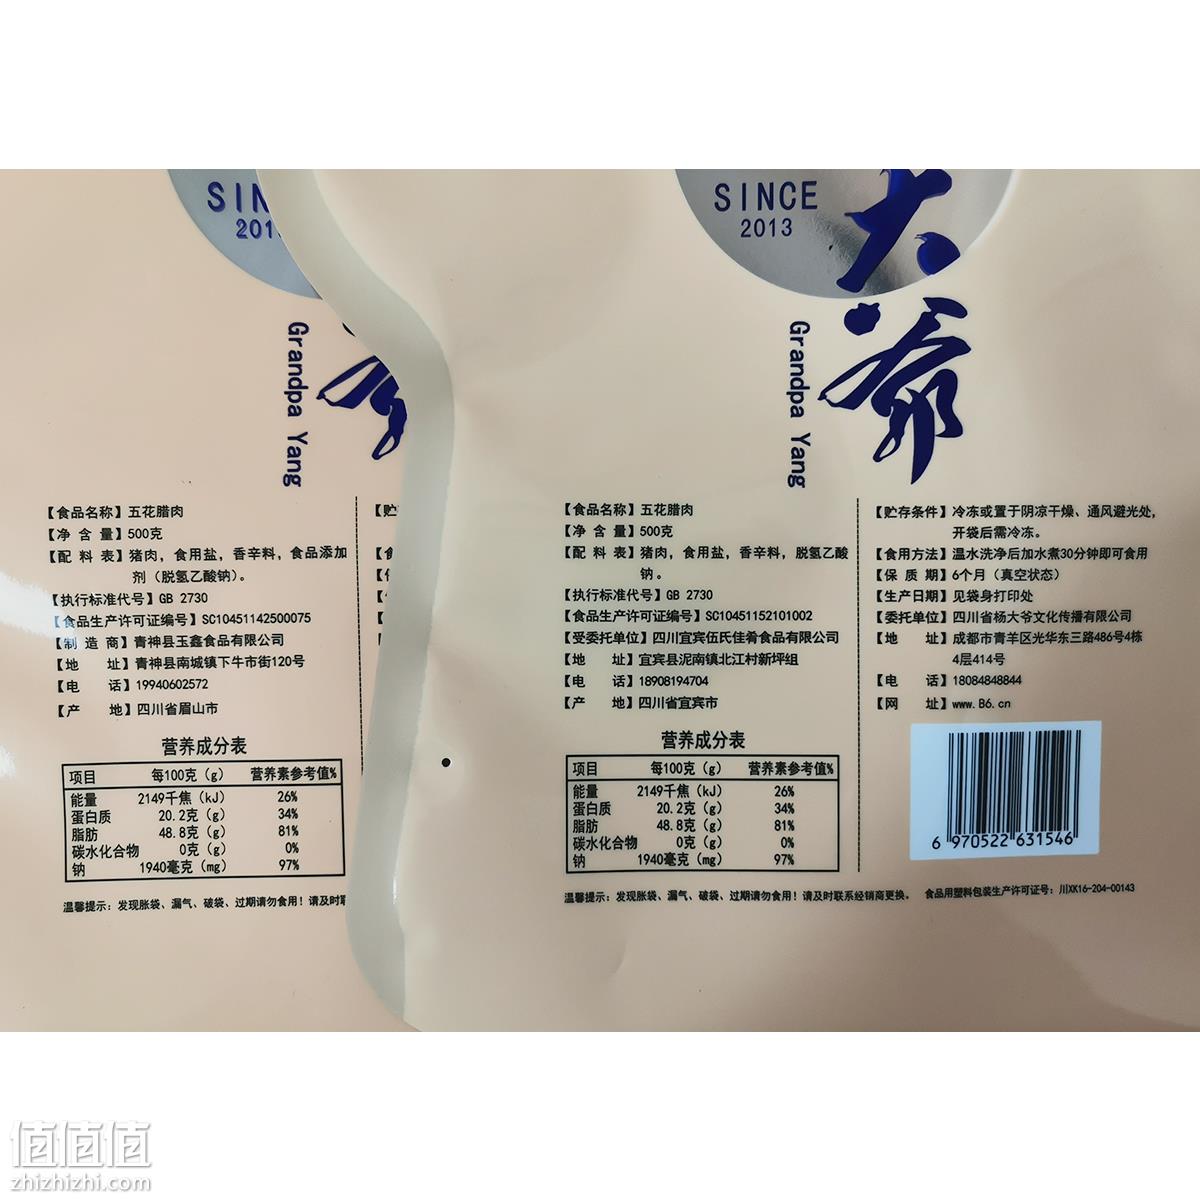 SIN
201
Grandpa Yang
【食品名称】五花腊肉
【净 含 量】500克
【配 料 表】猪肉，食用盐，香辛料，食品添加
剂（脱氢乙酸钠）。
【执行标准代号】GB 2730
【食品生产许可证编号】SC10451142500075
【制 造 商】青神县玉鑫食品有限公司
【地 址】青神县南城镇下牛市街120号
【电 话】19940602572
【产 地】四川省眉山市
营养成分表
项目 每100克（g） 营养素参考值%
能量 2149千焦（kJ） 26%
蛋白质 20.2克（g） 34%
脂肪 48.8克（g） 81%
碳水化合物 0克（g） 0%
钠 1940毫克（mg） 97%
温馨提示：发现胀袋、漏气、破袋、过期请勿食用！请及时
【贮
SINCE
2013
大爷
Grandpa Yang
【食品名称】五花腊肉
【净 含 量】500克
【配 料 表】猪肉，食用盐，香辛料，脱氢乙酸
钠。
【执行标准代号】GB 2730
【食品生产许可证编号】SC10451152101002
【受委托单位】四川宜宾伍氏佳肴食品有限公司
【地 址】宜宾县泥南镇北江村新坪组
【电 话】18908194704
【产 地】四川省宜宾市
营养成分表
项目 每100克（g） 营养素参考值%
能量 2149千焦（kJ） 26%
蛋白质 20.2克（g） 34%
脂肪 48.8克（g） 81%
碳水化合物 0克（g） 0%
钠 1940毫克（mg） 97%
【贮存条件】冷冻或置于阴凉干燥、通风避光处，
开袋后需冷冻。
【食用方法】温水洗净后加水煮30分钟即可食用
【保 质 期】6个月（真空状态）
【生产日期】见袋身打印处
【委托单位】四川省杨大爷文化传播有限公司
【地 址】成都市青羊区光华东三路486号4栋
4层414号
【电 话】18084848844
【网 址】www.B6.cn
6 970522 631546
温馨提示：发现胀袋、漏气、破袋、过期请勿食用！请及时联系经销商更换。 食品用塑料包装生产许可证号：川XK16-204-00143
值值值
zhizhizhi.com